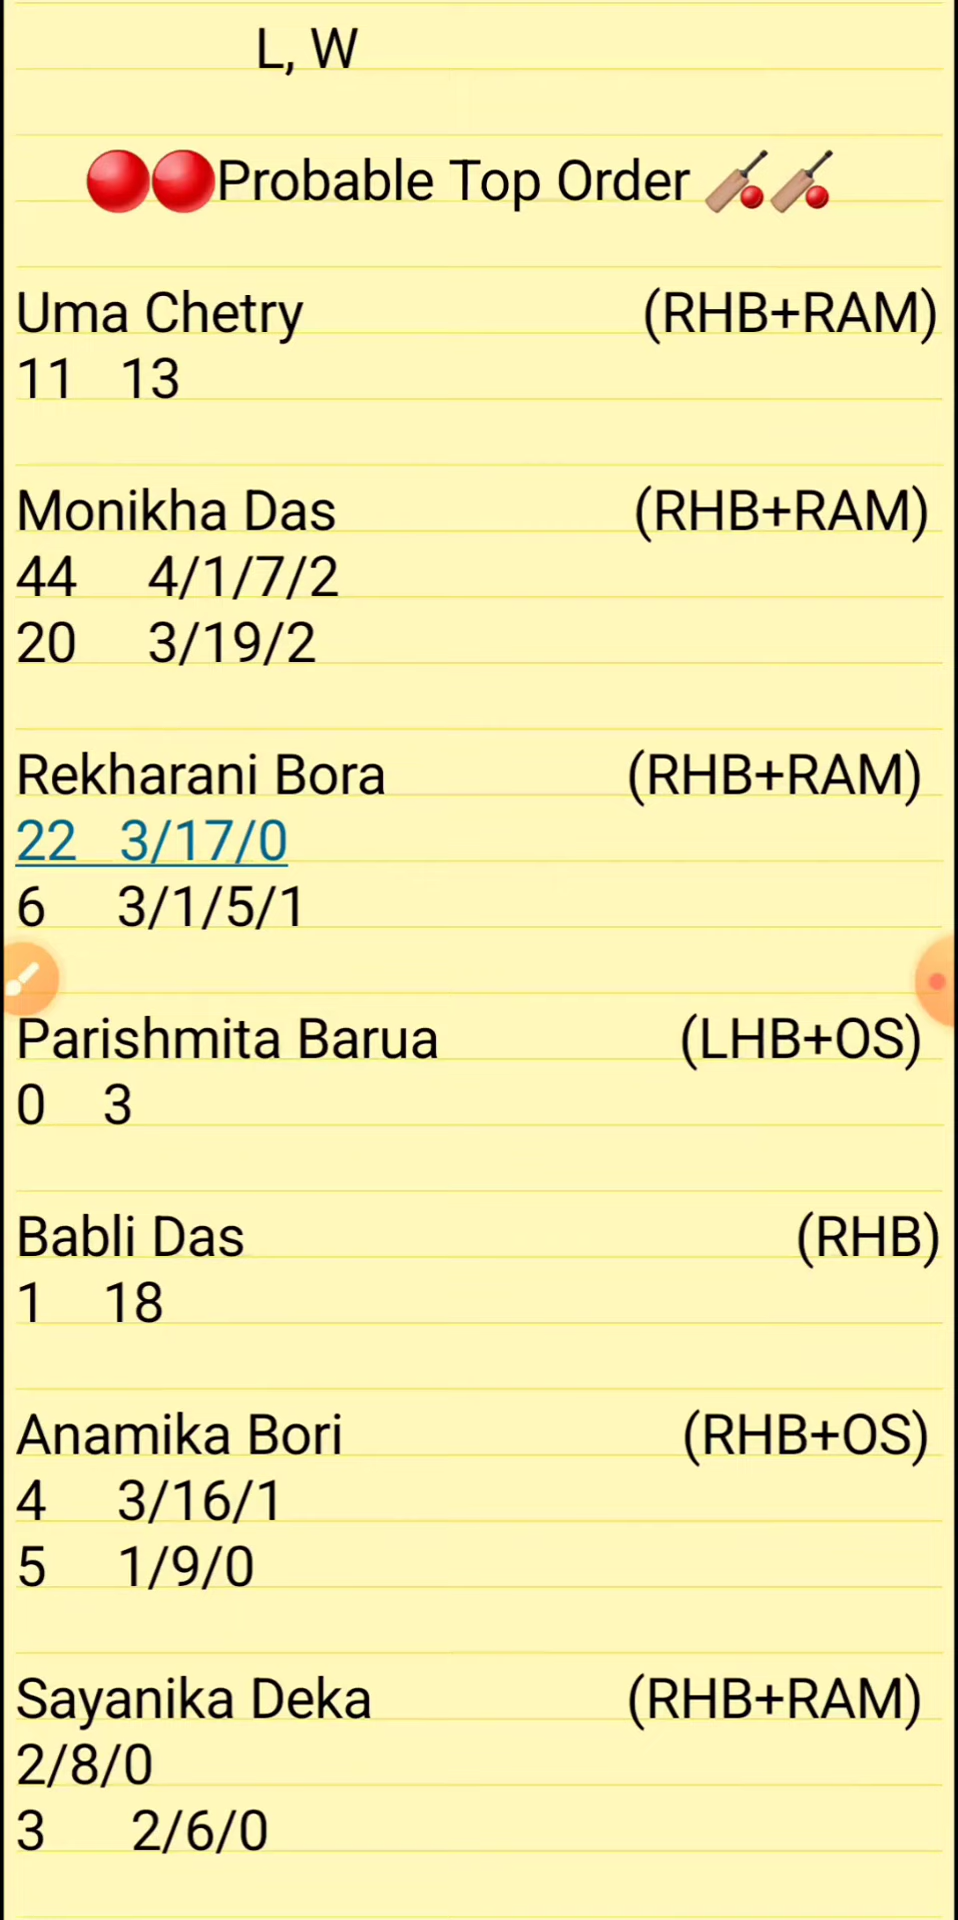 L, W
🔴🔴Probable Top Order 🏏🏏
Uma Chetry (RHB+RAM)
11 13
Monikha Das (RHB+RAM)
44 4/1/7/2
20 3/19/2
Rekharani Bora (RHB+RAM)
22 3/17/0
6 3/1/5/1
Parishmita Barua (LHB+OS)
0 3
Babli Das (RHB)
1 18
Anamika Bori (RHB+OS)
4 3/16/1
5 1/9/0
Sayanika Deka (RHB+RAM)
2/8/0
3 2/6/0